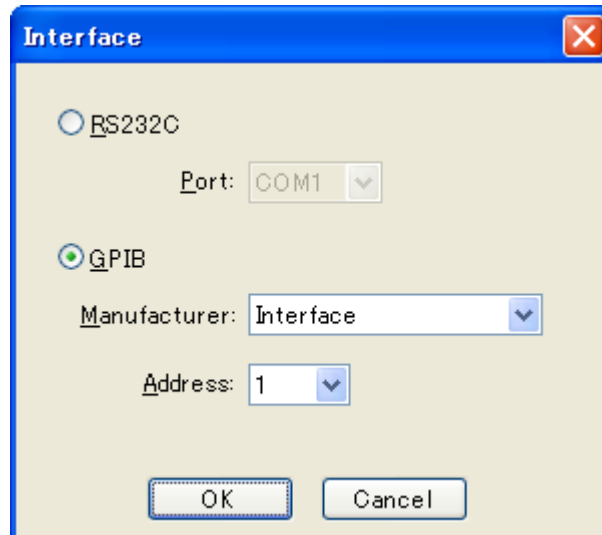 Interface
RS232C
Port: COM1
GPIB
Manufacturer: Interface
Address: 1
OK Cancel